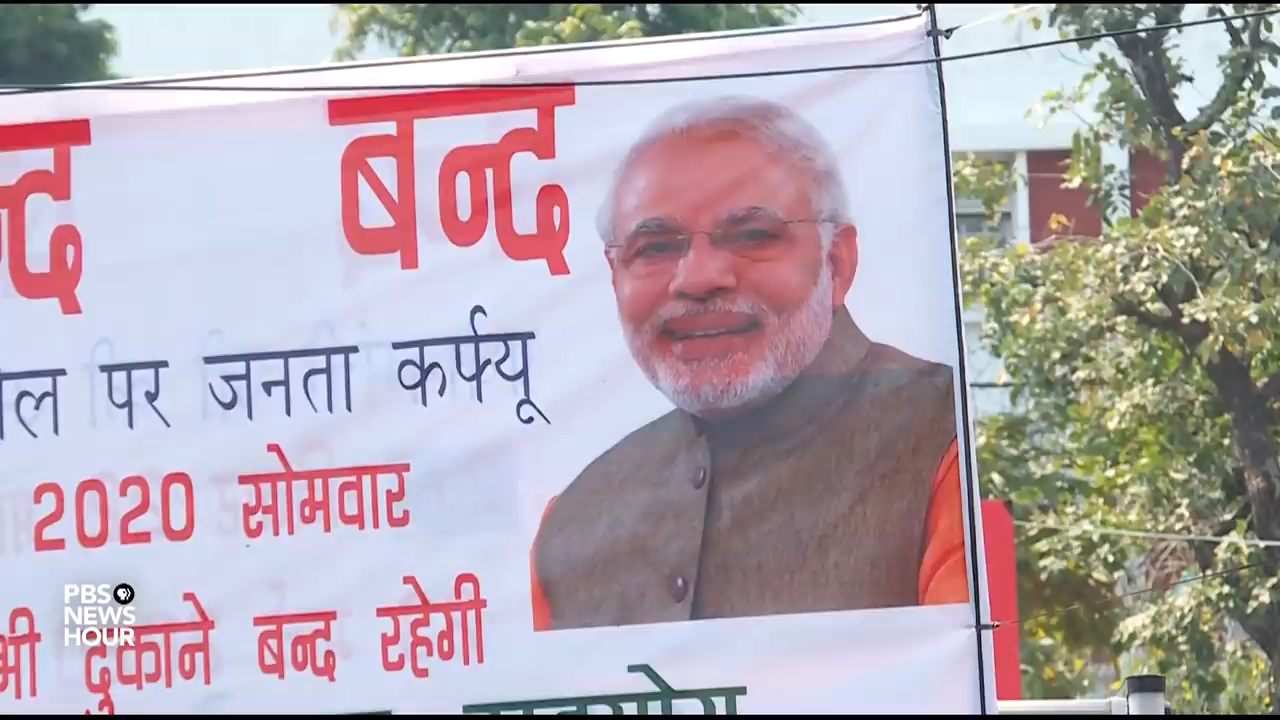 बन्द
पर जनता कर्फ्यू
2020 सोमवार
दुकाने बन्द रहेगी
PBS
NEWS
HOUR